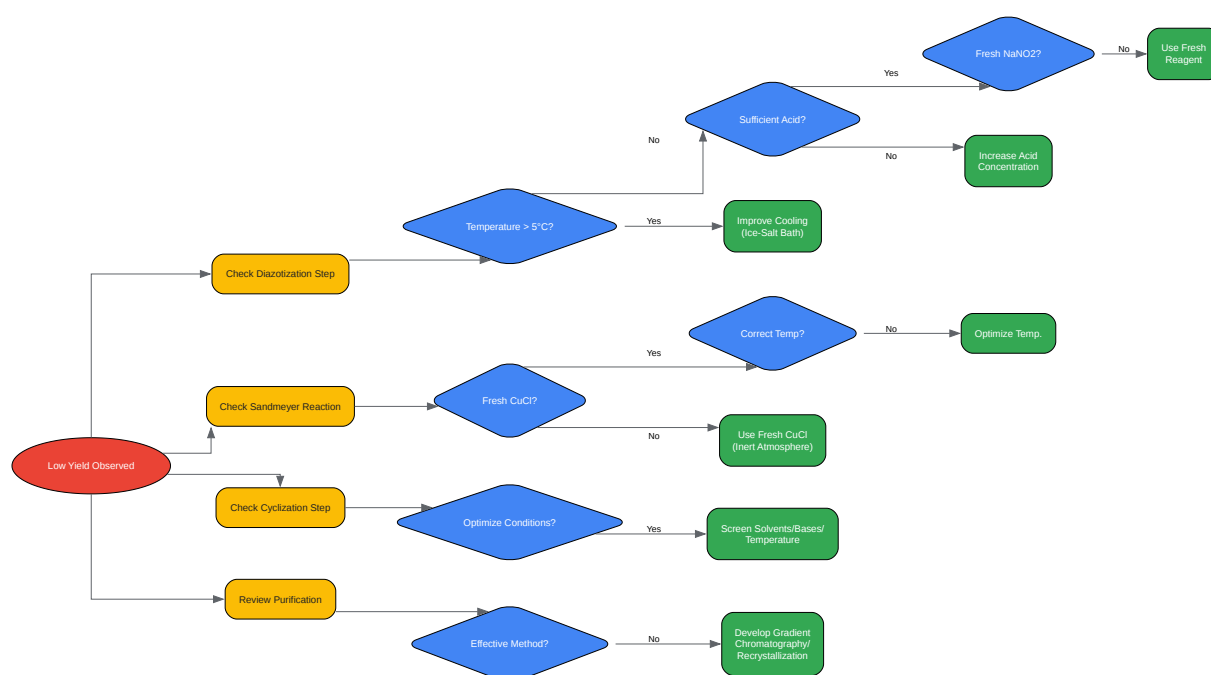 Fresh NaNO2?
No
Use Fresh
Reagent
Yes
Sufficient Acid?
No
Increase Acid
Concentration
No
Temperature > 5°C?
Yes
Improve Cooling
(Ice-Salt Bath)
Check Diazotization Step
Correct Temp?
No
Optimize Temp.
Yes
Check Sandmeyer Reaction
Fresh CuCl?
No
Use Fresh CuCl
(Inert Atmosphere)
Low Yield Observed
Check Cyclization Step
Optimize Conditions?
Yes
Screen Solvents/Bases/
Temperature
Review Purification
Effective Method?
No
Develop Gradient
Chromatography/
Recrystallization